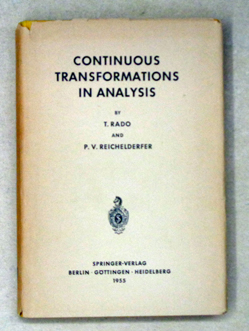 CONTINUOUS
TRANSFORMATIONS
IN ANALYSIS
BY
T. RADO
AND
P. V. REICHELDERFER
SPRINGER-VERLAG
BERLIN · GÖTTINGEN · HEIDELBERG
1955